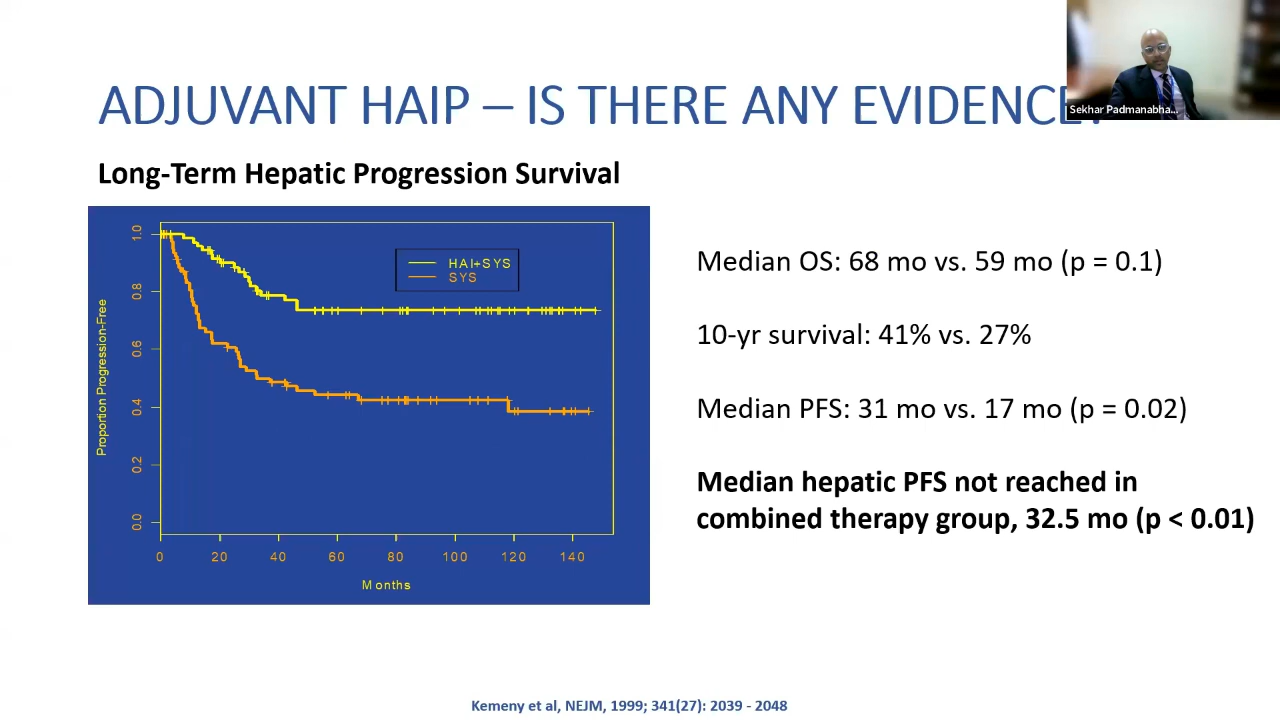 ADJUVANT HAIP – IS THERE ANY EVIDENCE
Sekhar Padmanabha...
Long-Term Hepatic Progression Survival
Proportion Progression-Free
1.0
0.8
0.6
0.4
0.2
0.0
HAI+SYS
SYS
0 20 40 60 80 100 120 140
Months
Median OS: 68 mo vs. 59 mo (p = 0.1)
10-yr survival: 41% vs. 27%
Median PFS: 31 mo vs. 17 mo (p = 0.02)
Median hepatic PFS not reached in
combined therapy group, 32.5 mo (p < 0.01)
Kemeny et al, NEJM, 1999; 341(27): 2039 - 2048